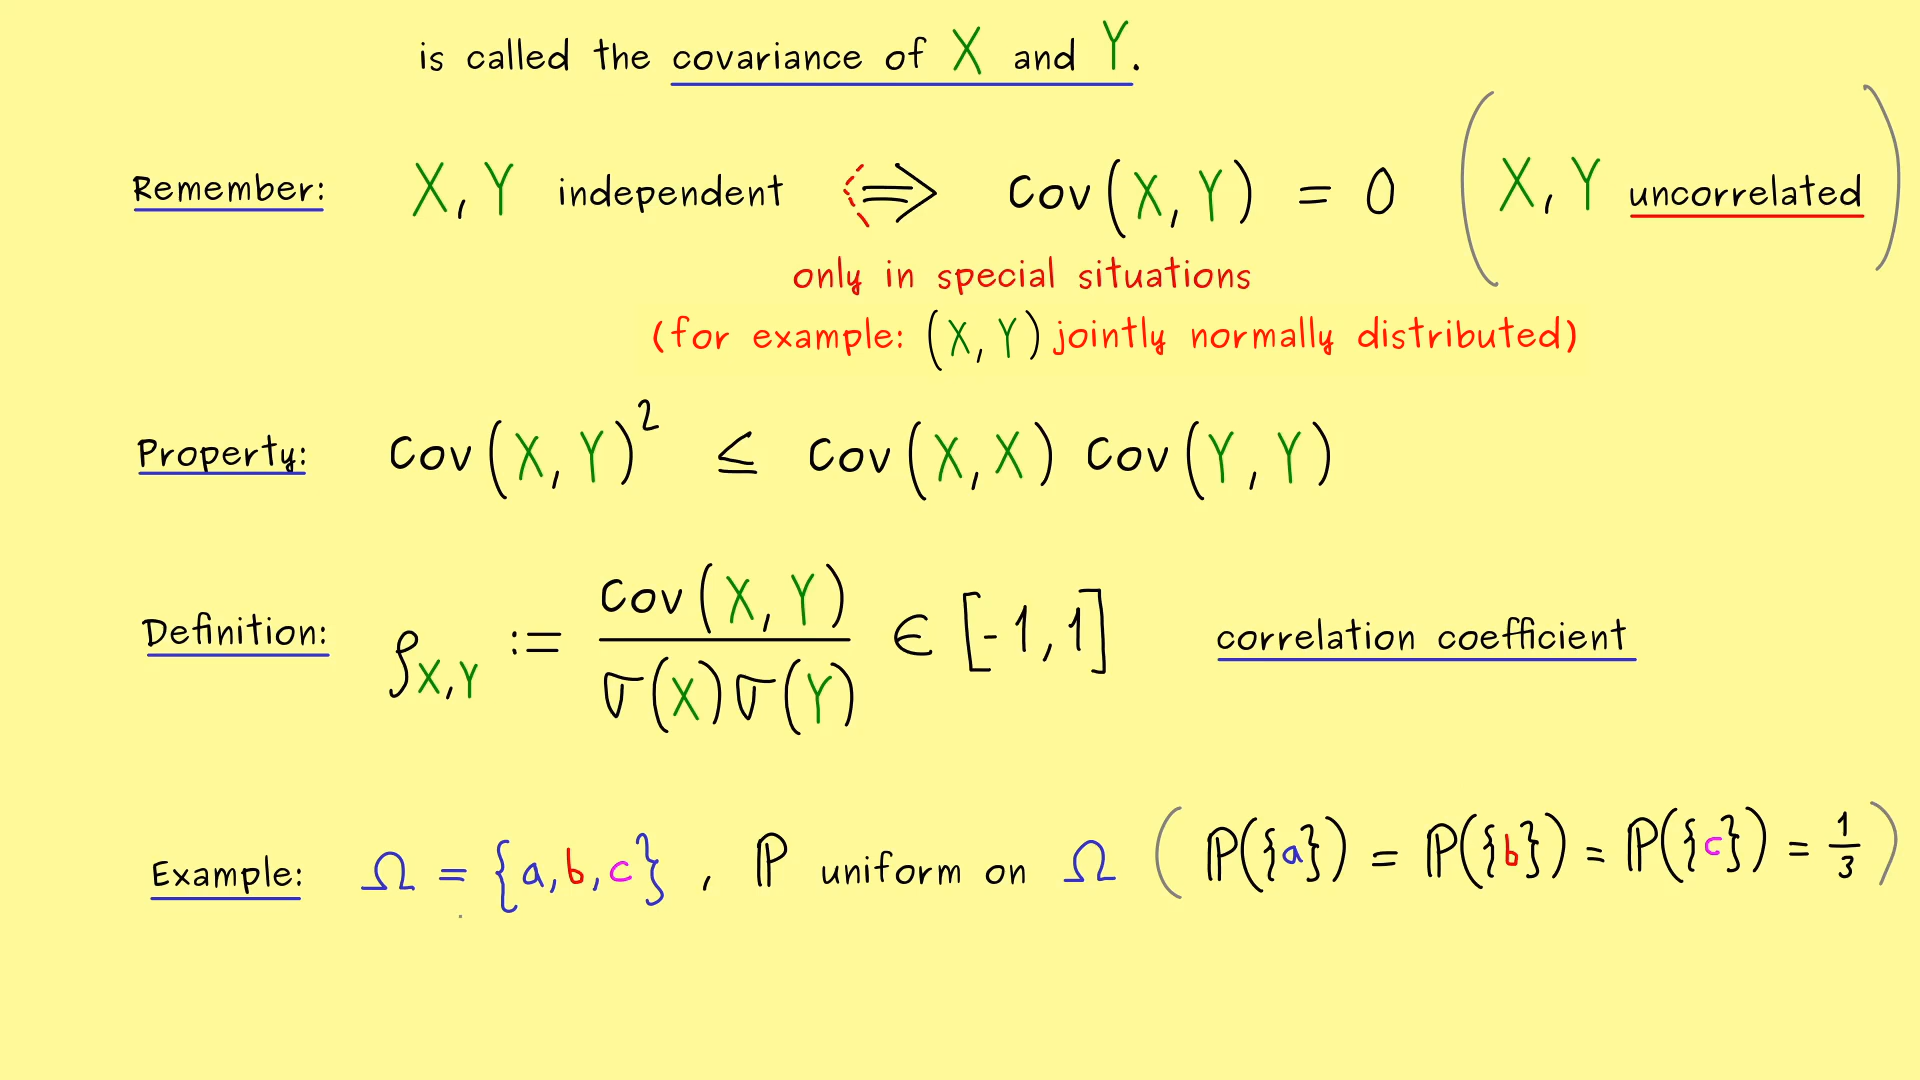 is called the covariance of X and Y.
Remember: X, Y independent ⟺ Cov(X, Y) = 0 (X, Y uncorrelated)
only in special situations
(for example: (X, Y) jointly normally distributed)
Property: Cov(X, Y)² ≤ Cov(X, X) Cov(Y, Y)
Definition: ρ_{X,Y} := Cov(X, Y) / σ(X)σ(Y) ∈ [-1, 1] correlation coefficient
Example: Ω = {a, b, c} , ℙ uniform on Ω (ℙ({a}) = ℙ({b}) = ℙ({c}) = 1/3)